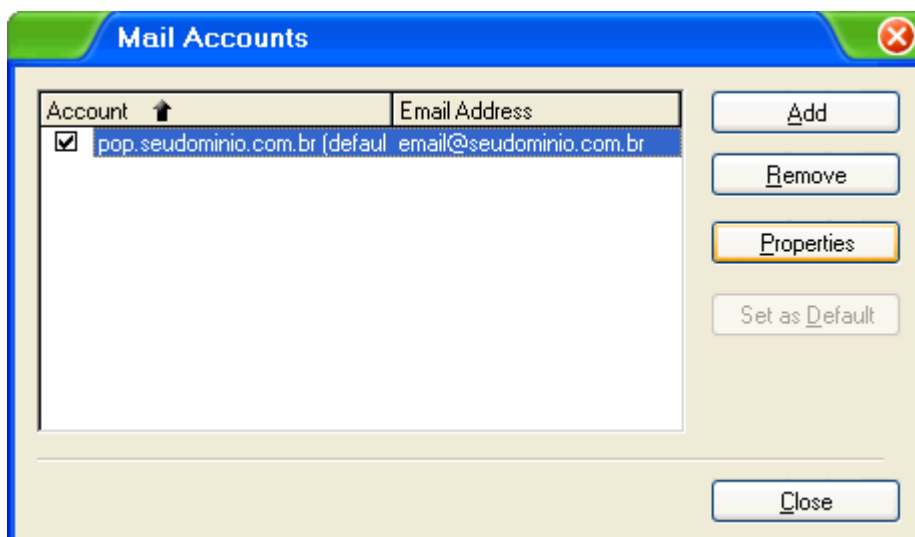 Mail Accounts
Account Email Address
pop.seudominio.com.br (defaul email@seudominio.com.br
Add
Remove
Properties
Set as Default
Close